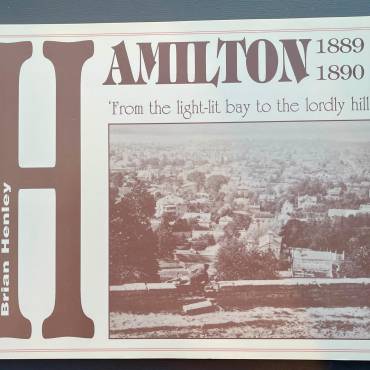 HAMILTON 1889
1890
'From the light-lit bay to the lordly hill
Brian Henley